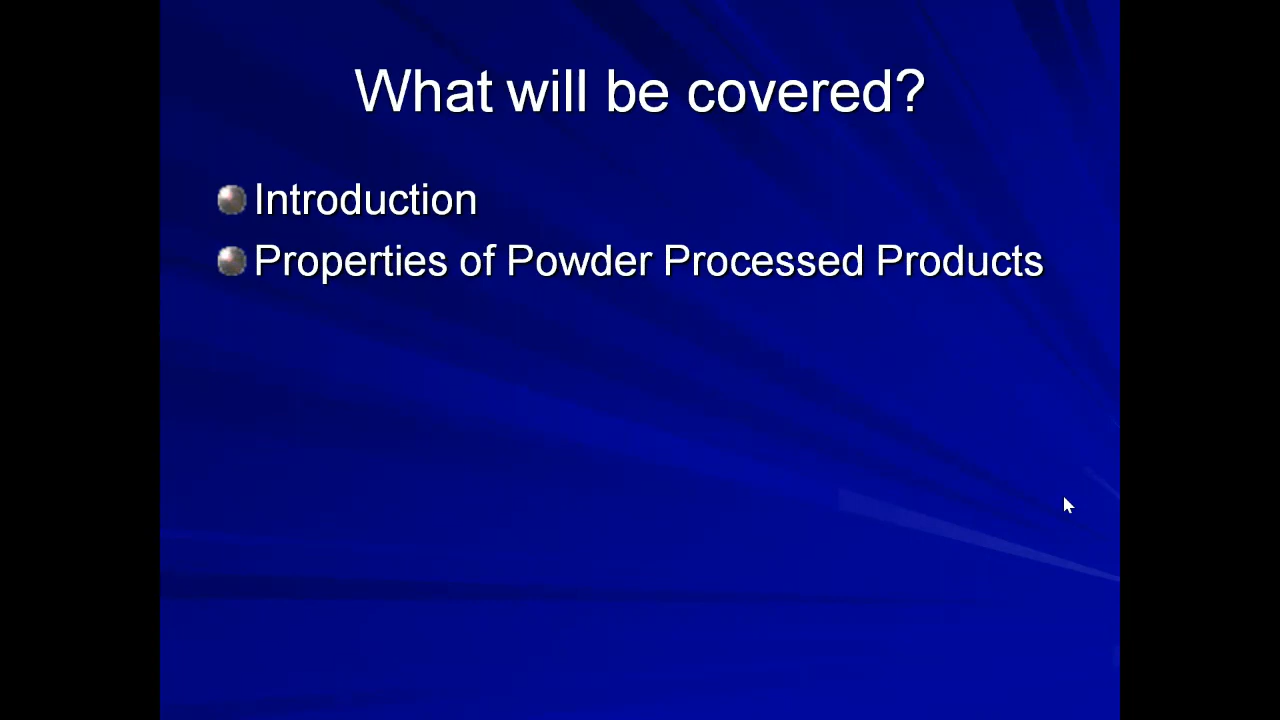 What will be covered?
Introduction
Properties of Powder Processed Products